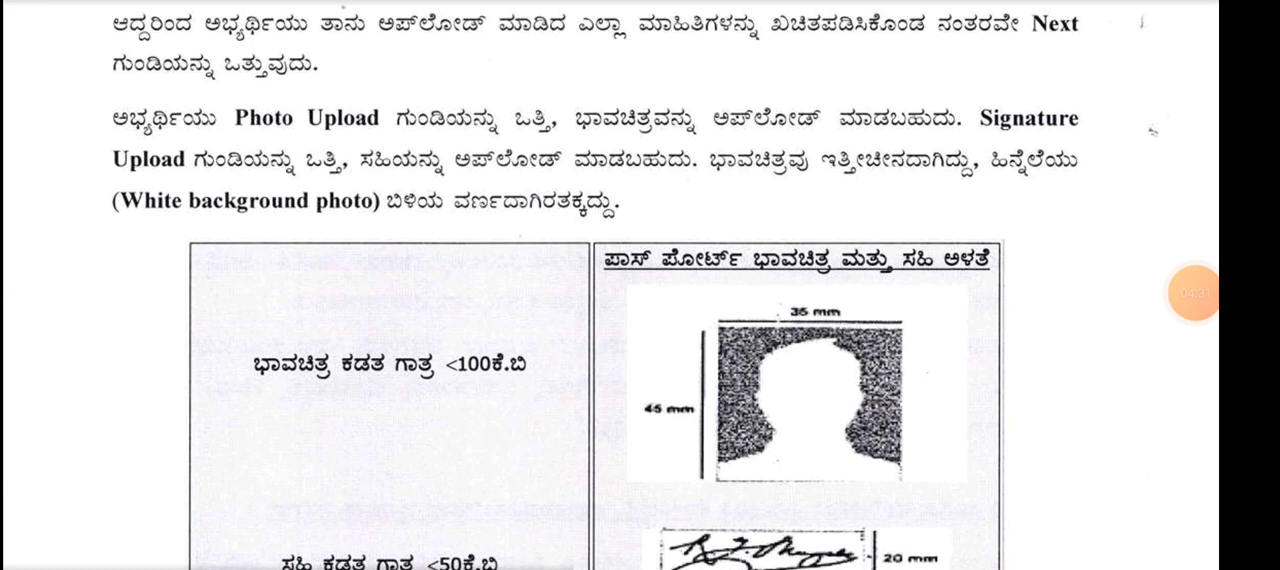 ಆದ್ದರಿಂದ ಅಭ್ಯರ್ಥಿಯು ತಾನು ಅಪ್‌ಲೋಡ್ ಮಾಡಿದ ಎಲ್ಲಾ ಮಾಹಿತಿಗಳನ್ನು ಖಚಿತಪಡಿಸಿಕೊಂಡ ನಂತರವೇ Next
ಗುಂಡಿಯನ್ನು ಒತ್ತುವುದು.
ಅಭ್ಯರ್ಥಿಯು Photo Upload ಗುಂಡಿಯನ್ನು ಒತ್ತಿ, ಭಾವಚಿತ್ರವನ್ನು ಅಪ್‌ಲೋಡ್ ಮಾಡಬಹುದು. Signature
Upload ಗುಂಡಿಯನ್ನು ಒತ್ತಿ, ಸಹಿಯನ್ನು ಅಪ್‌ಲೋಡ್ ಮಾಡಬಹುದು. ಭಾವಚಿತ್ರವು ಇತ್ತೀಚೀನದಾಗಿದ್ದು, ಹಿನ್ನೆಲೆಯು
(White background photo) ಬಿಳಿಯ ವರ್ಣದಾಗಿರತಕ್ಕದ್ದು.
ಪಾಸ್ ಪೋರ್ಟ್ ಭಾವಚಿತ್ರ ಮತ್ತು ಸಹಿ ಅಳತೆ
35 mm
ಭಾವಚಿತ್ರ ಕಡತ ಗಾತ್ರ <100ಕೆ.ಬಿ
45 mm
04:31
ಸಹಿ ಕಡತ ಗಾತ್ರ <50ಕೆ.ಬಿ
20 mm